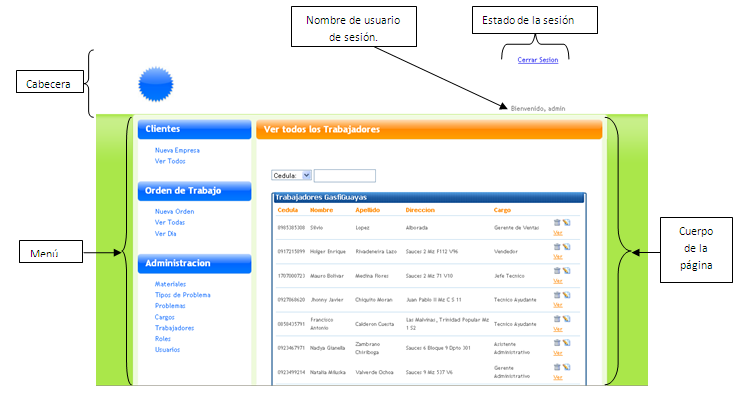 Nombre de usuario
de sesión.
Estado de la sesión
Cerrar Sesion
Cabecera
Bienvenido, admin
Clientes
Nueva Empresa
Ver Todos
Orden de Trabajo
Nueva Orden
Ver Todas
Ver Dia
Administracion
Materiales
Tipos de Problema
Problemas
Cargos
Trabajadores
Roles
Usuarios
Menú
Ver todos los Trabajadores
Cedula:
Trabajadores GasfiGuayas
Cedula Nombre Apellido Direccion Cargo
0985385308 Silvio Lopez Alborada Gerente de Ventas
Ver
0917215899 Holger Enrique Rivadeneira Lazo Sauces 2 Mz F112 V96 Vendedor
Ver
1707000723 Mauro Bolivar Medina Flores Sauces 2 Mz 71 V10 Jefe Tecnico
Ver
0927068620 Jhonny Javier Chiquito Moran Juan Pablo II Mz C S 11 Tecnico Ayudante
Ver
0858435791 Francisco Antonio Calderon Cuerta Las Malvinas, Trinidad Popular Mz 1 S2 Tecnico Ayudante
Ver
0923467971 Nadya Gianella Zambrano Chiriboga Sauces 6 Bloque 9 Dpto 301 Asistente Administrativo
Ver
0923499214 Natalia Milucka Valverde Ochoa Sauces 9 Mz 537 V6 Gerente Administrativo
Ver
Cuerpo
de la
página